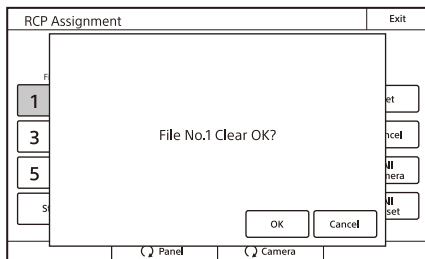 RCP Assignment
Exit
1
3
5
File No.1 Clear OK?
OK
Cancel
Panel
Camera